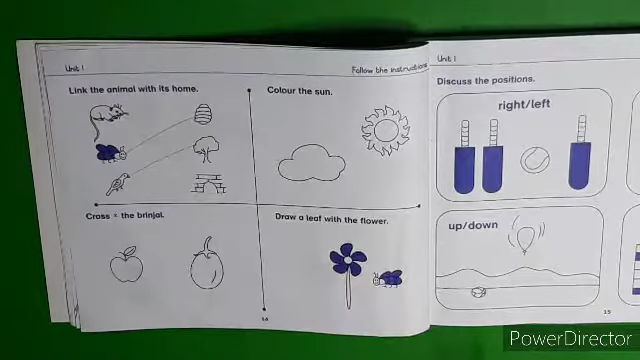 Unit 1
Follow the instructions
Link the animal with its home.
Colour the sun.
Cross × the brinjal.
Draw a leaf with the flower.
14
Unit 1
Discuss the positions.
right/left
up/down
15
PowerDirector